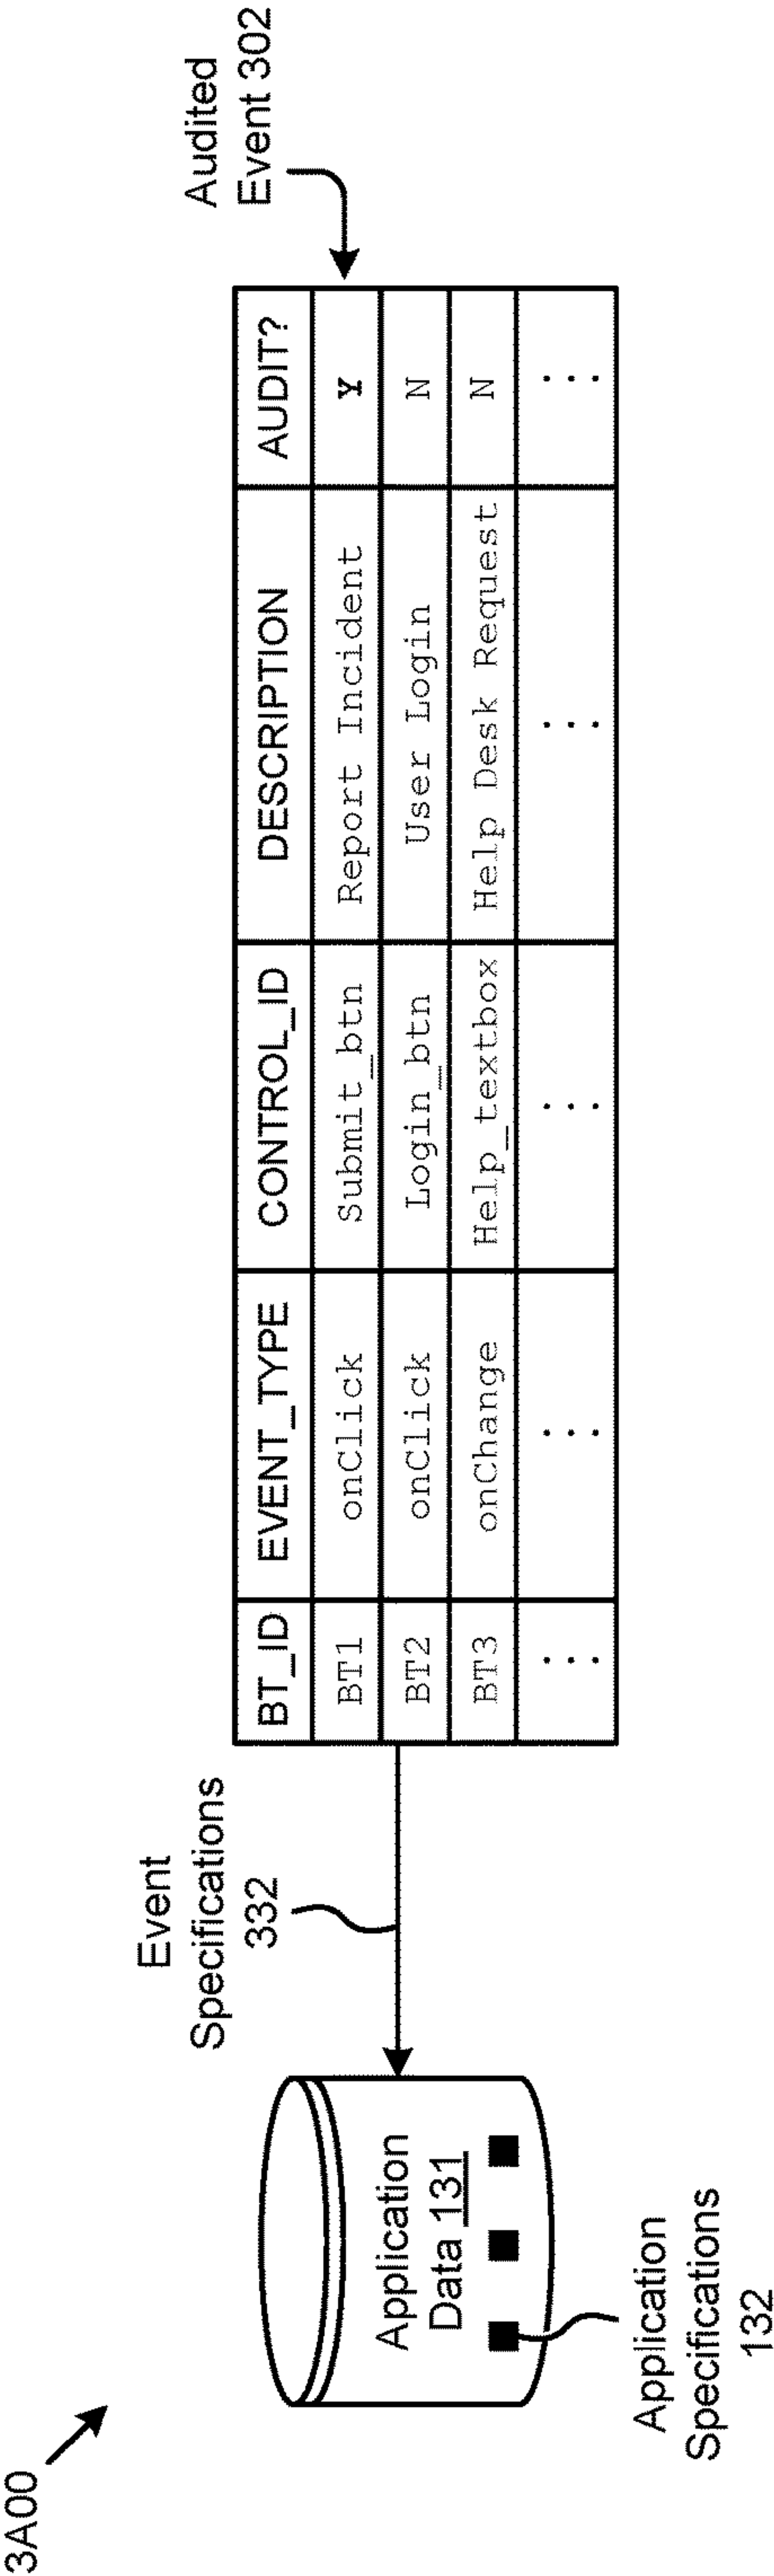 3A00
Application
Data 131
Application
Specifications
132
Event
Specifications
332
BT_ID EVENT_TYPE CONTROL_ID DESCRIPTION AUDIT?
BT1 onClick Submit_btn Report Incident Y
BT2 onClick Login_btn User Login N
BT3 onChange Help_textbox Help Desk Request N
... ... ... ... ...
Audited
Event 302